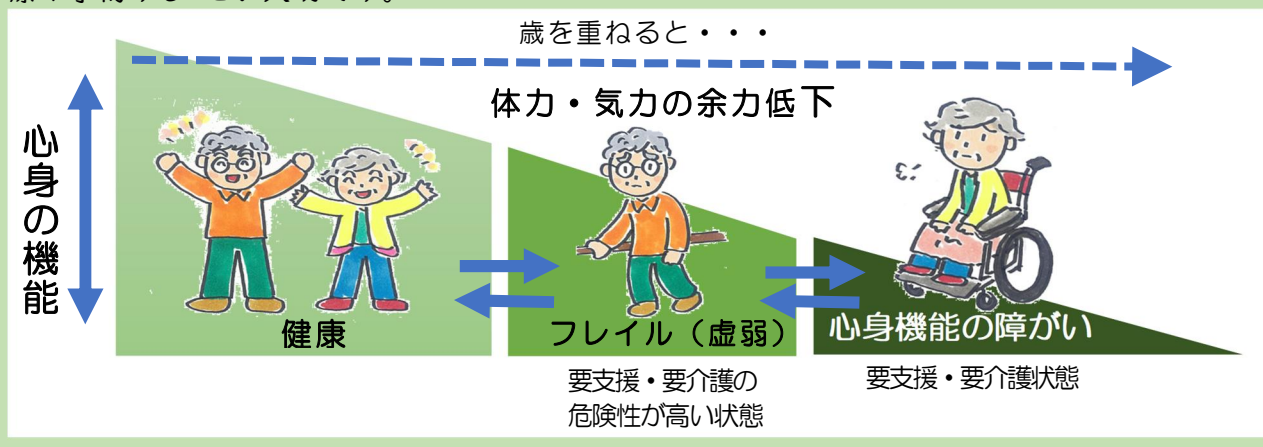 歳を重ねると・・・
体力・気力の余力低下
心身の機能
健康
フレイル（虚弱）
心身機能の障がい
要支援・要介護の
危険性が高い状態
要支援・要介護状態